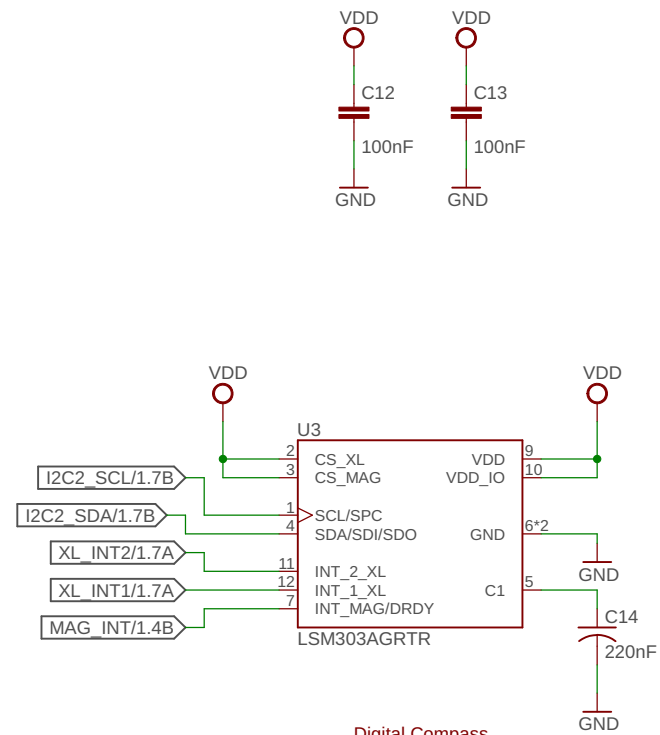 VDD VDD
C12 C13
100nF 100nF
GND GND
VDD VDD
U3
2 CS_XL VDD 9
3 CS_MAG VDD_IO 10
I2C2_SCL/1.7B
1 SCL/SPC
I2C2_SDA/1.7B
4 SDA/SDI/SDO GND 6*2
XL_INT2/1.7A
11 INT_2_XL
GND
XL_INT1/1.7A
12 INT_1_XL C1 5
7 INT_MAG/DRDY
MAG_INT/1.4B
C14
LSM303AGRTR
220nF
GND
Digital Compass